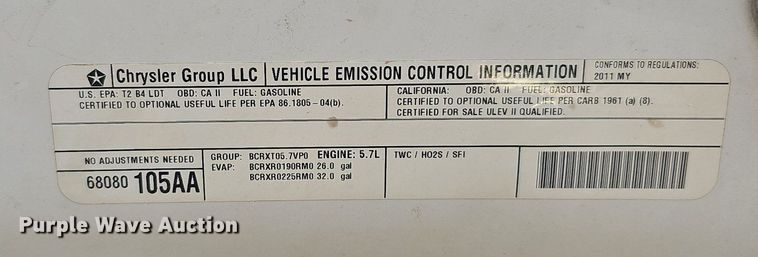 Chrysler Group LLC VEHICLE EMISSION CONTROL INFORMATION CONFORMS TO REGULATIONS:
2011 MY
U.S. EPA: T2 B4 LDT OBD: CA II FUEL: GASOLINE
CERTIFIED TO OPTIONAL USEFUL LIFE PER EPA 86.1805-04(b).
CALIFORNIA: OBD: CA II FUEL: GASOLINE
CERTIFIED TO OPTIONAL USEFUL LIFE PER CARB 1961 (a) (8).
CERTIFIED FOR SALE ULEV II QUALIFIED.
NO ADJUSTMENTS NEEDED
68080 105AA
GROUP: BCRXT05.7VP0 ENGINE: 5.7L
EVAP: BCRXR0190RM0 26.0 gal
BCRXR0225RM0 32.0 gal
TWC / HO2S / SFI
Purple Wave Auction